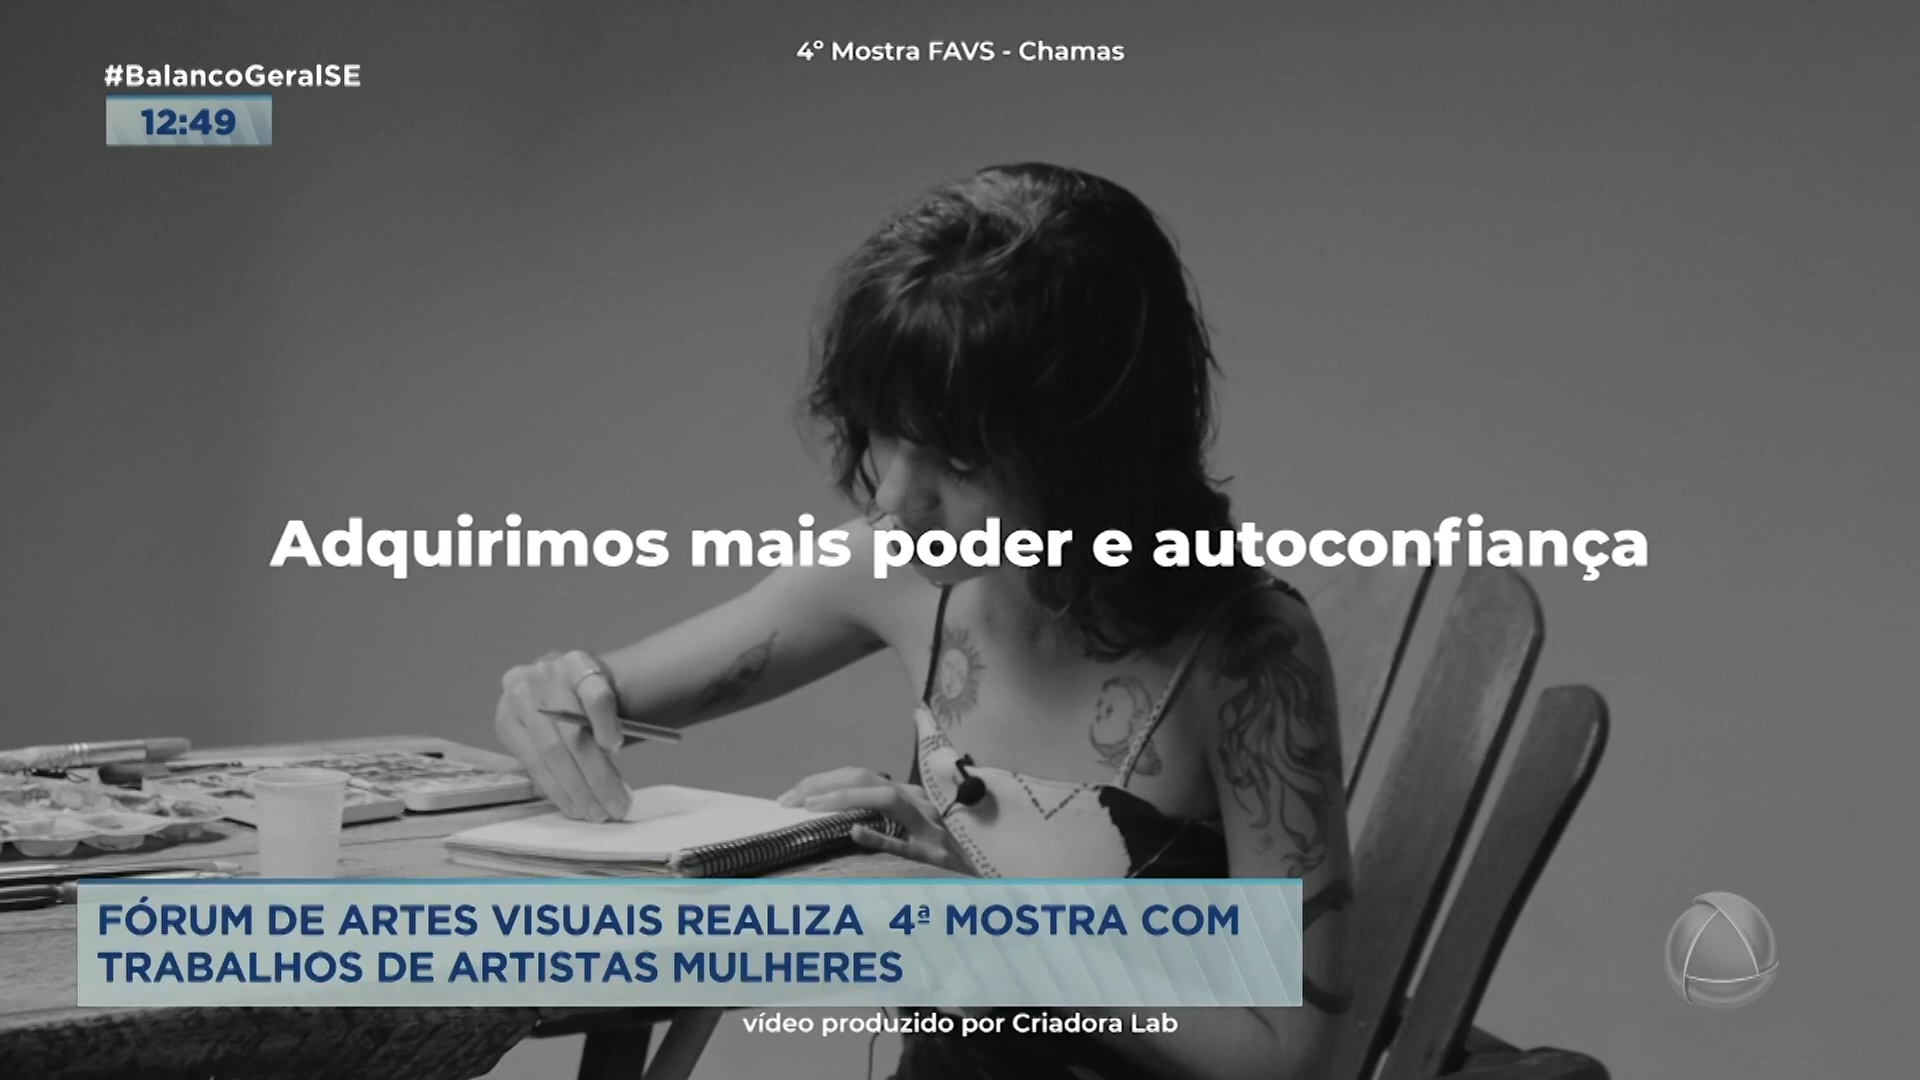 4º Mostra FAVS - Chamas
#BalancoGeralSE
12:49
Adquirimos mais poder e autoconfiança
FÓRUM DE ARTES VISUAIS REALIZA 4ª MOSTRA COM
TRABALHOS DE ARTISTAS MULHERES
vídeo produzido por Criadora Lab